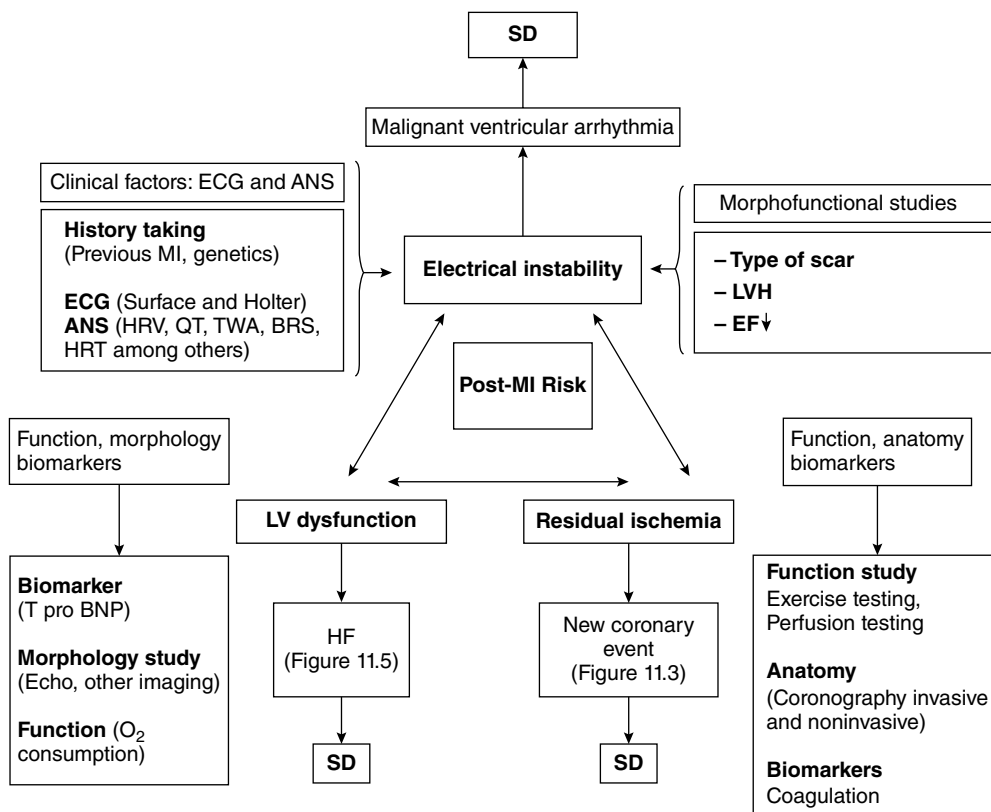 SD
Malignant ventricular arrhythmia
Clinical factors: ECG and ANS
History taking
(Previous MI, genetics)
ECG (Surface and Holter)
ANS (HRV, QT, TWA, BRS,
HRT among others)
Electrical instability
Morphofunctional studies
– Type of scar
– LVH
– EF↓
Post-MI Risk
Function, morphology
biomarkers
Function, anatomy
biomarkers
LV dysfunction
Residual ischemia
Biomarker
(T pro BNP)
Morphology study
(Echo, other imaging)
Function (O₂
consumption)
HF
(Figure 11.5)
SD
New coronary
event
(Figure 11.3)
SD
Function study
Exercise testing,
Perfusion testing
Anatomy
(Coronography invasive
and noninvasive)
Biomarkers
Coagulation